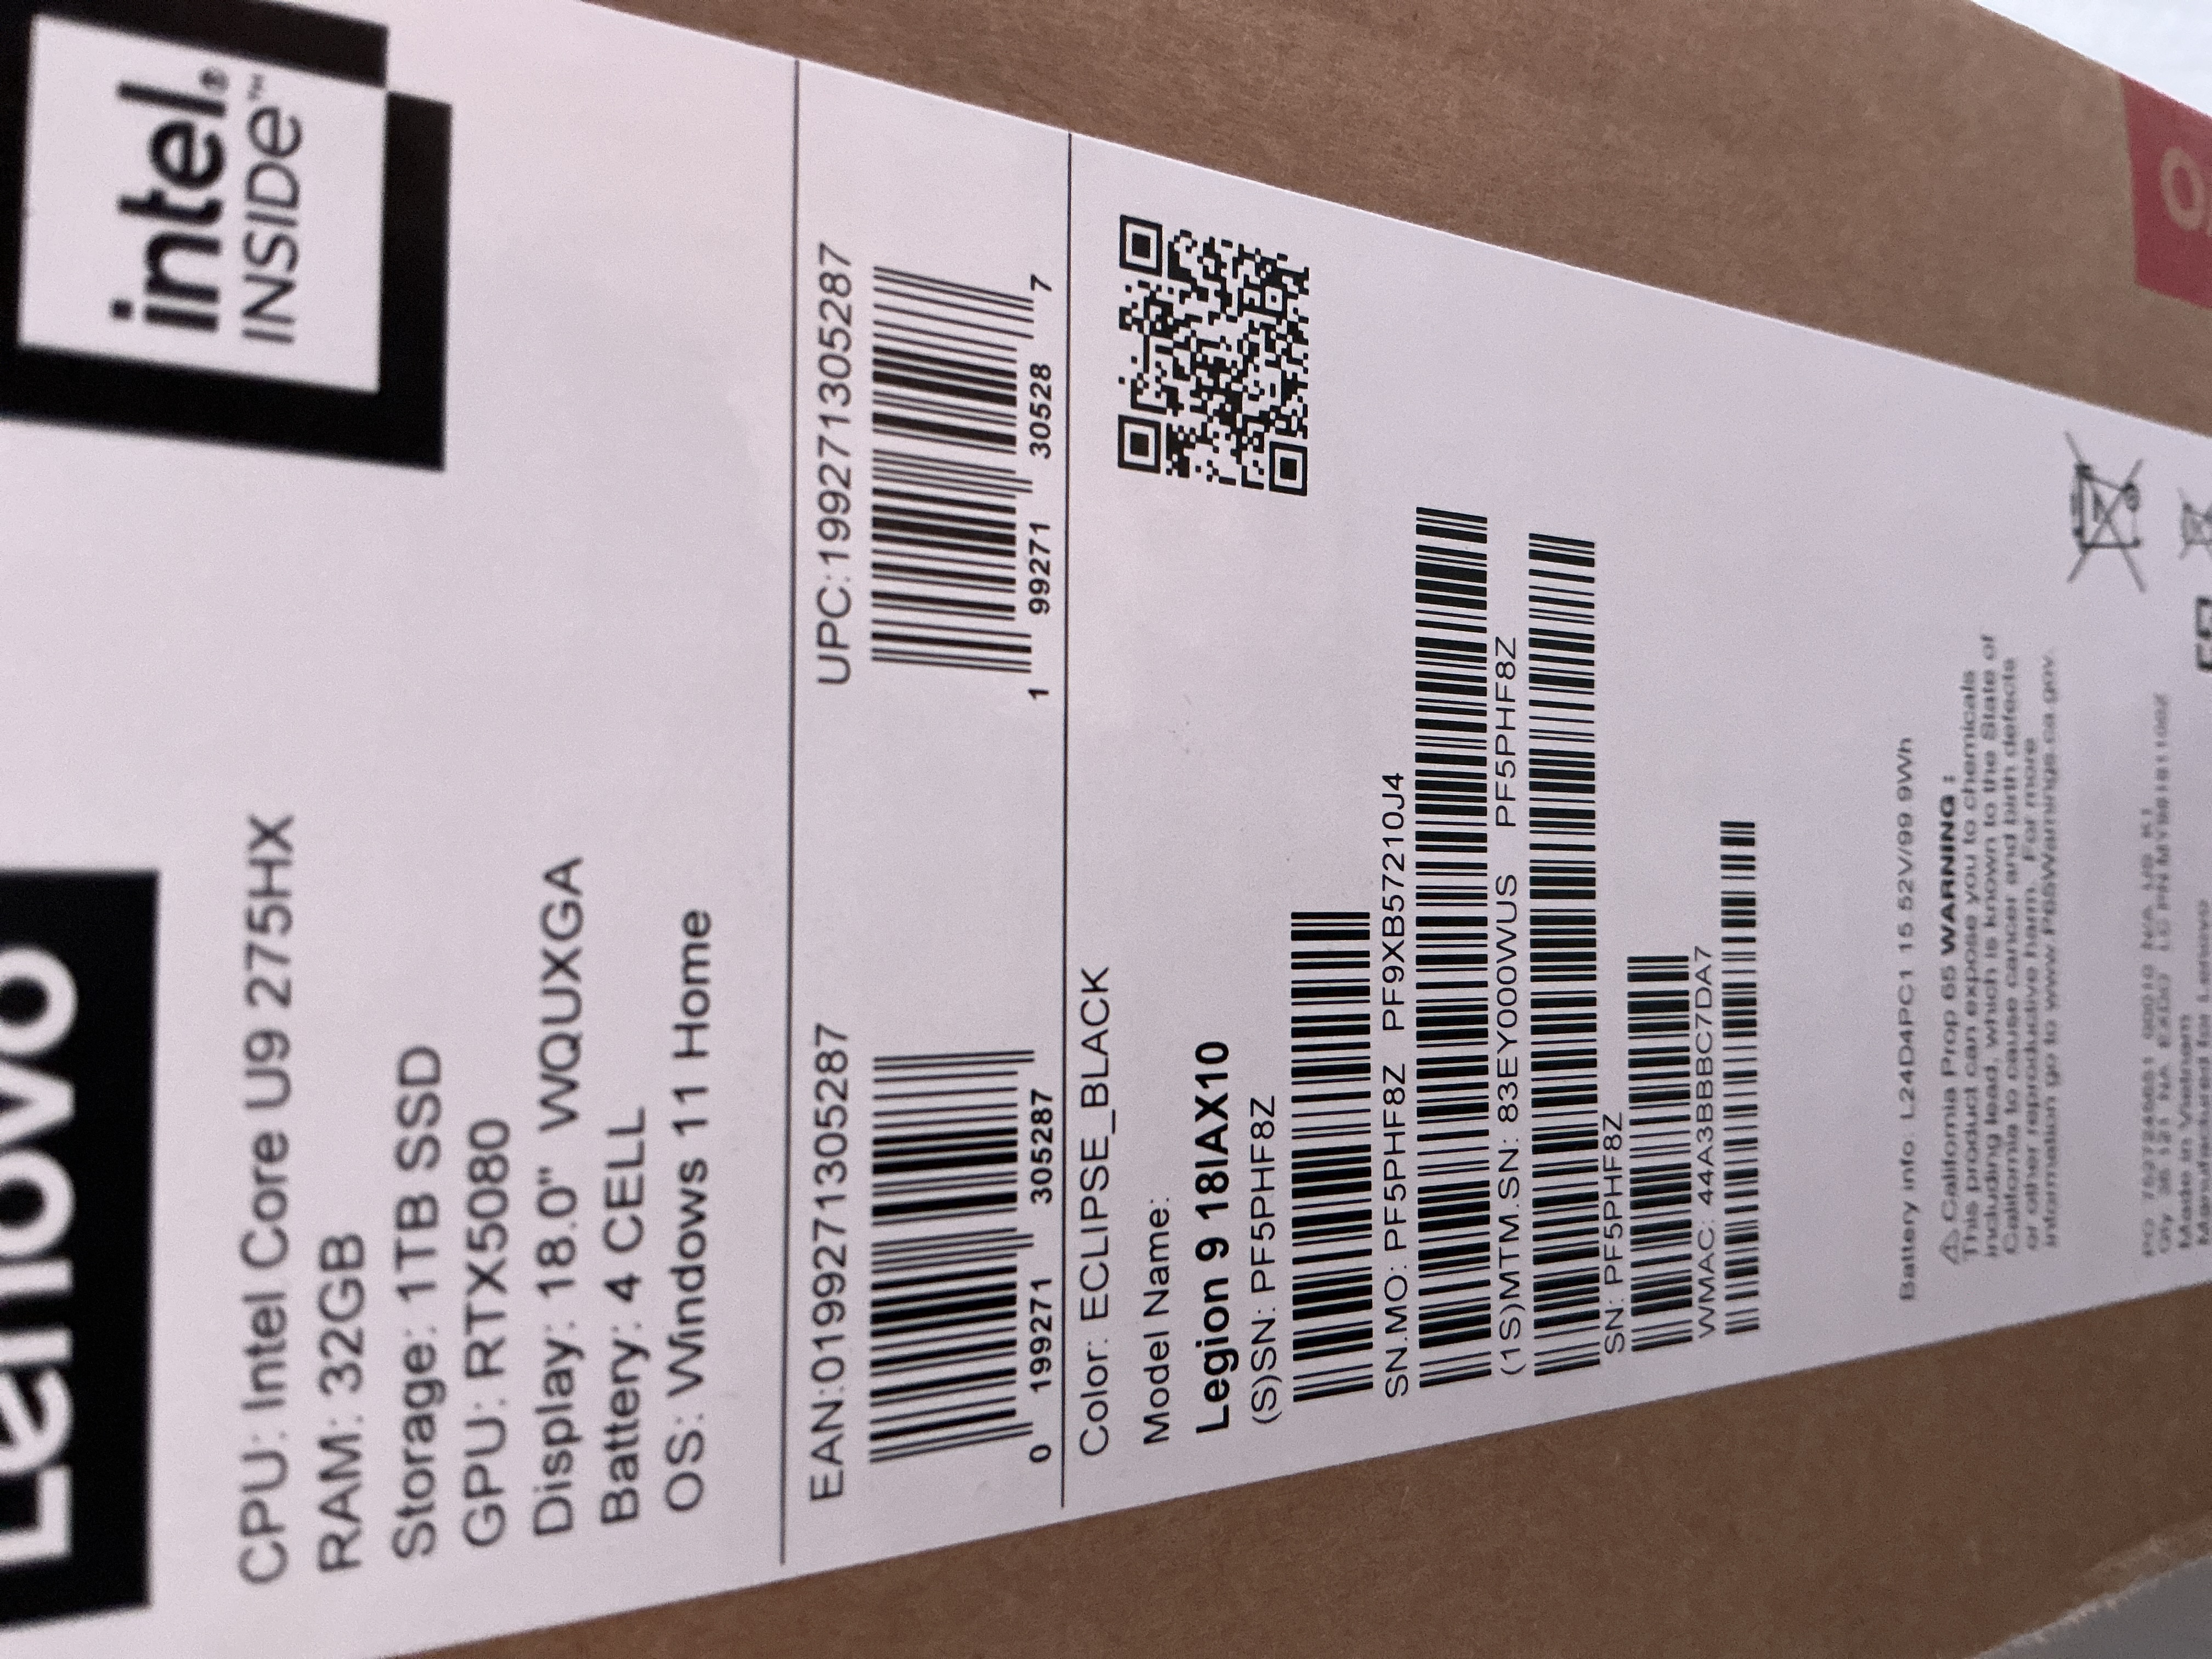 Lenovo
intel®
INSIDE™
CPU: Intel Core U9 275HX
RAM: 32GB
Storage: 1TB SSD
GPU: RTX5080
Display: 18.0" WQUXGA
Battery: 4 CELL
OS: Windows 11 Home
EAN:0199271305287
0 199271 305287
UPC:199271305287
1 99271 30528 7
Color: ECLIPSE_BLACK
Model Name:
Legion 9 18IAX10
(S)SN: PF5PHF8Z
SN.MO: PF5PHF8Z PF9XB57210J4
(1S)MTM.SN: 83EY000WUS PF5PHF8Z
SN: PF5PHF8Z
WMAC: 44A3BBBC7DA7
Battery info. L24D4PC1 15.52V/99.9Wh
⚠California Prop 65 WARNING :
This product can expose you to chemicals
including lead, which is known to the State of
California to cause cancer and birth defects
or other reproductive harm. For more
information go to www.P65Warnings.ca.gov.
Made in Vietnam
Manufactured for Lenovo